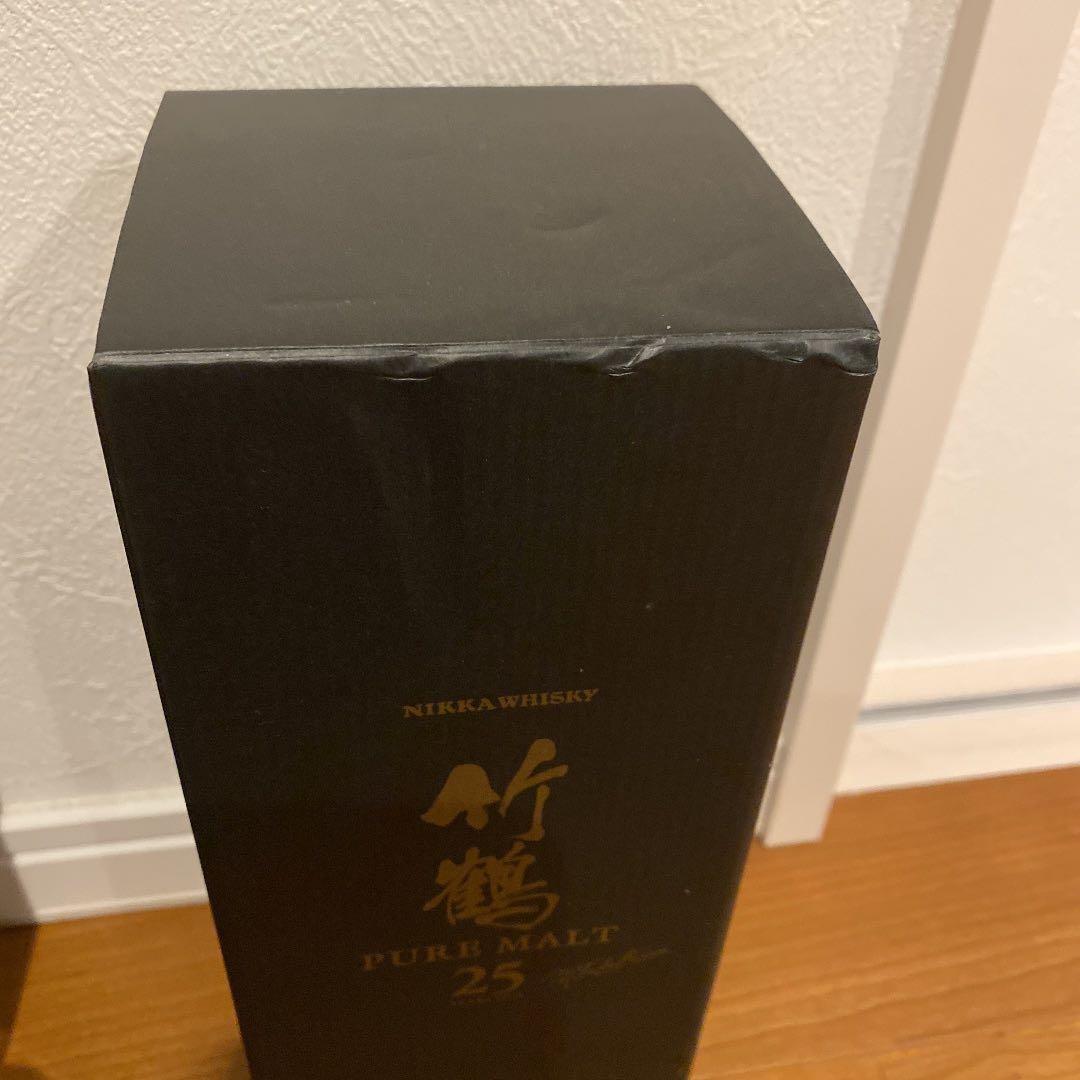 NIKKA WHISKY
竹
鶴
PURE MALT
25